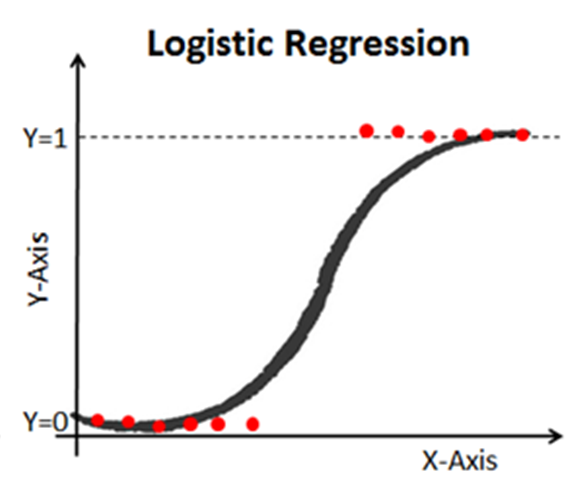 Logistic Regression
Y=1
Y-Axis
Y=0
X-Axis